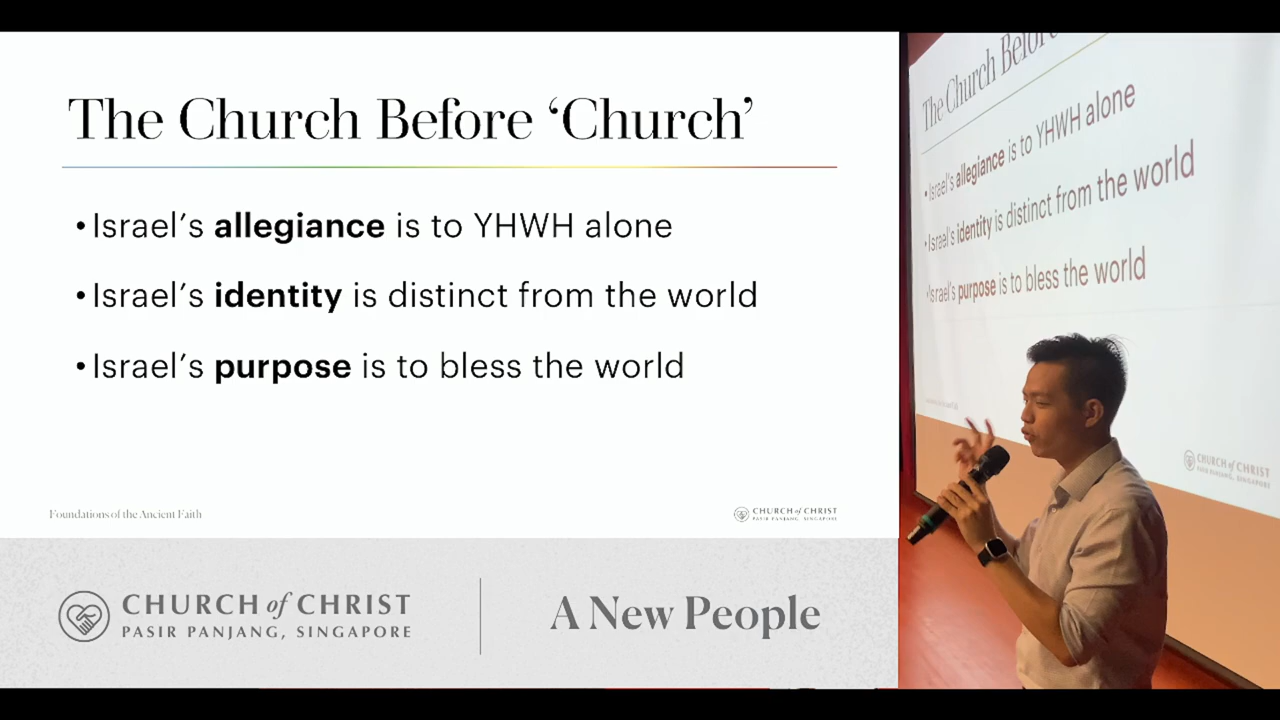 The Church Before ‘Church’
•Israel’s allegiance is to YHWH alone
•Israel’s identity is distinct from the world
•Israel’s purpose is to bless the world
Foundations of the Ancient Faith
CHURCH of CHRIST
PASIR PANJANG, SINGAPORE
CHURCH of CHRIST
PASIR PANJANG, SINGAPORE
A New People
The Church Before
•Israel’s allegiance is to YHWH alone
•Israel’s identity is distinct from the world
•Israel’s purpose is to bless the world
CHURCH of CHRIST
PASIR PANJANG, SINGAPORE